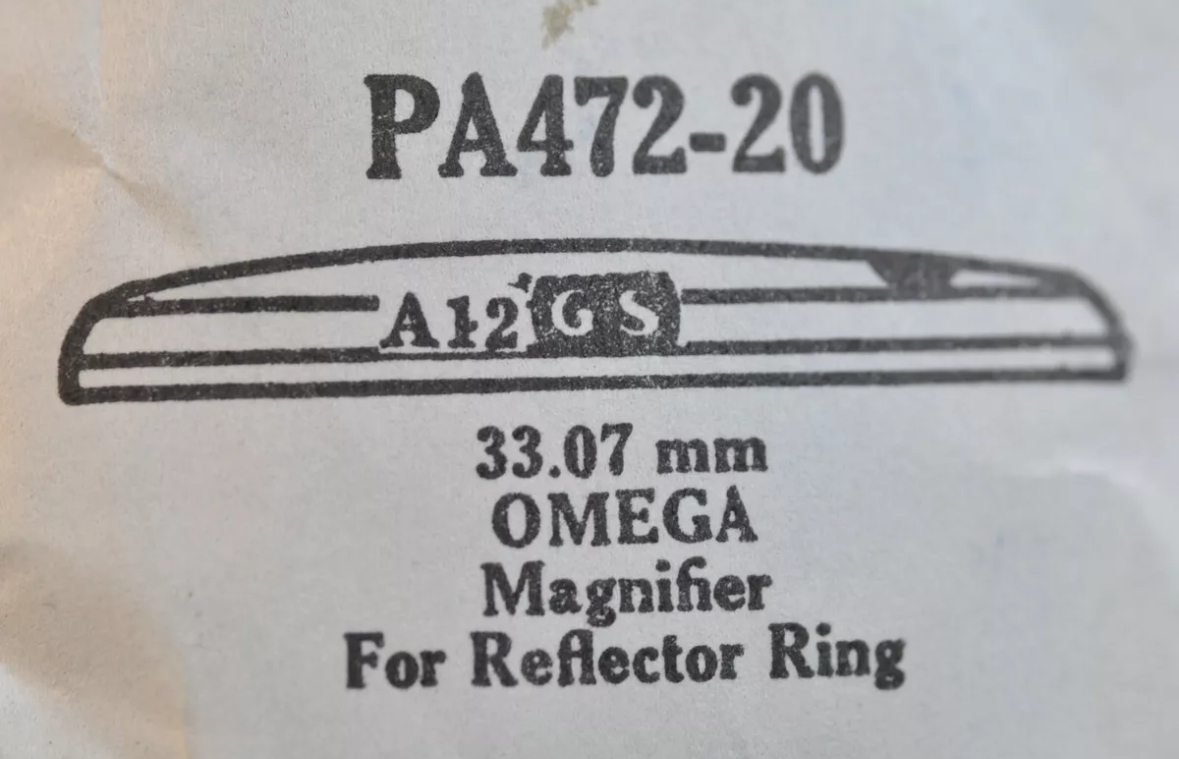 PA472-20
A12 GS
33.07 mm
OMEGA
Magnifier
For Reflector Ring